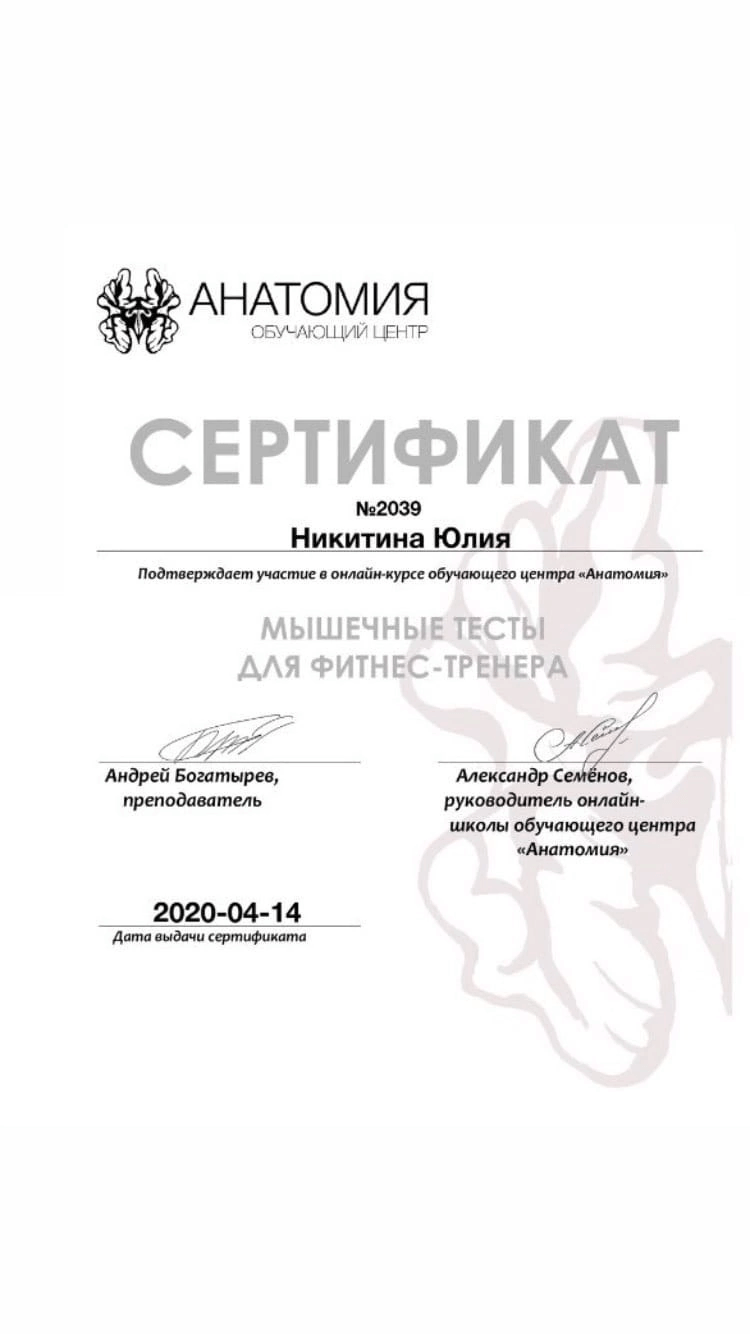 АНАТОМИЯ
ОБУЧАЮЩИЙ ЦЕНТР
СЕРТИФИКАТ
№2039
Никитина Юлия
Подтверждает участие в онлайн-курсе обучающего центра «Анатомия»
МЫШЕЧНЫЕ ТЕСТЫ
ДЛЯ ФИТНЕС-ТРЕНЕРА
Андрей Богатырев,
преподаватель
Александр Семёнов,
руководитель онлайн-
школы обучающего центра
«Анатомия»
2020-04-14
Дата выдачи сертификата